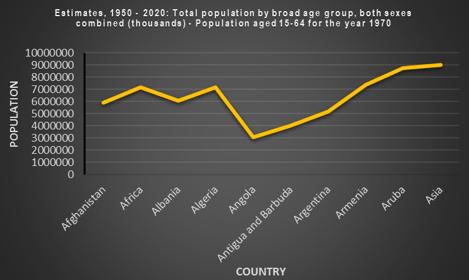 Estimates, 1950 - 2020: Total population by broad age group, both sexes
combined (thousands) - Population aged 15-64 for the year 1970
10000000
9000000
8000000
7000000
6000000
5000000
4000000
3000000
2000000
1000000
0
POPULATION
Afghanistan
Africa
Albania
Algeria
Angola
Antigua and Barbuda
Argentina
Armenia
Aruba
Asia
COUNTRY